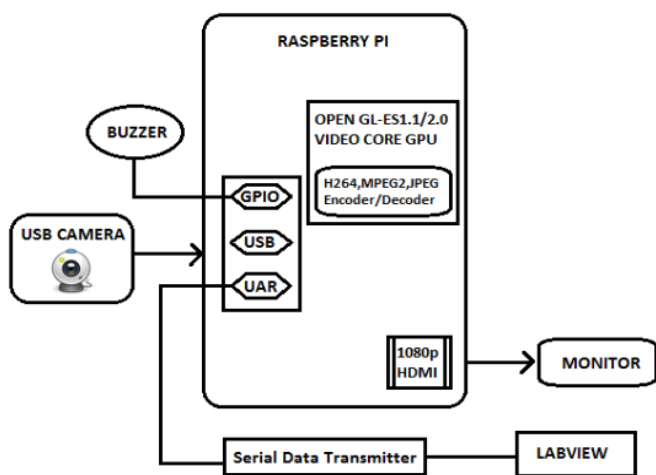 RASPBERRY PI
OPEN GL-ES1.1/2.0
VIDEO CORE GPU
H264,MPEG2,JPEG
Encoder/Decoder
BUZZER
GPIO
USB CAMERA
USB
UAR
1080p
HDMI
MONITOR
Serial Data Transmitter
LABVIEW